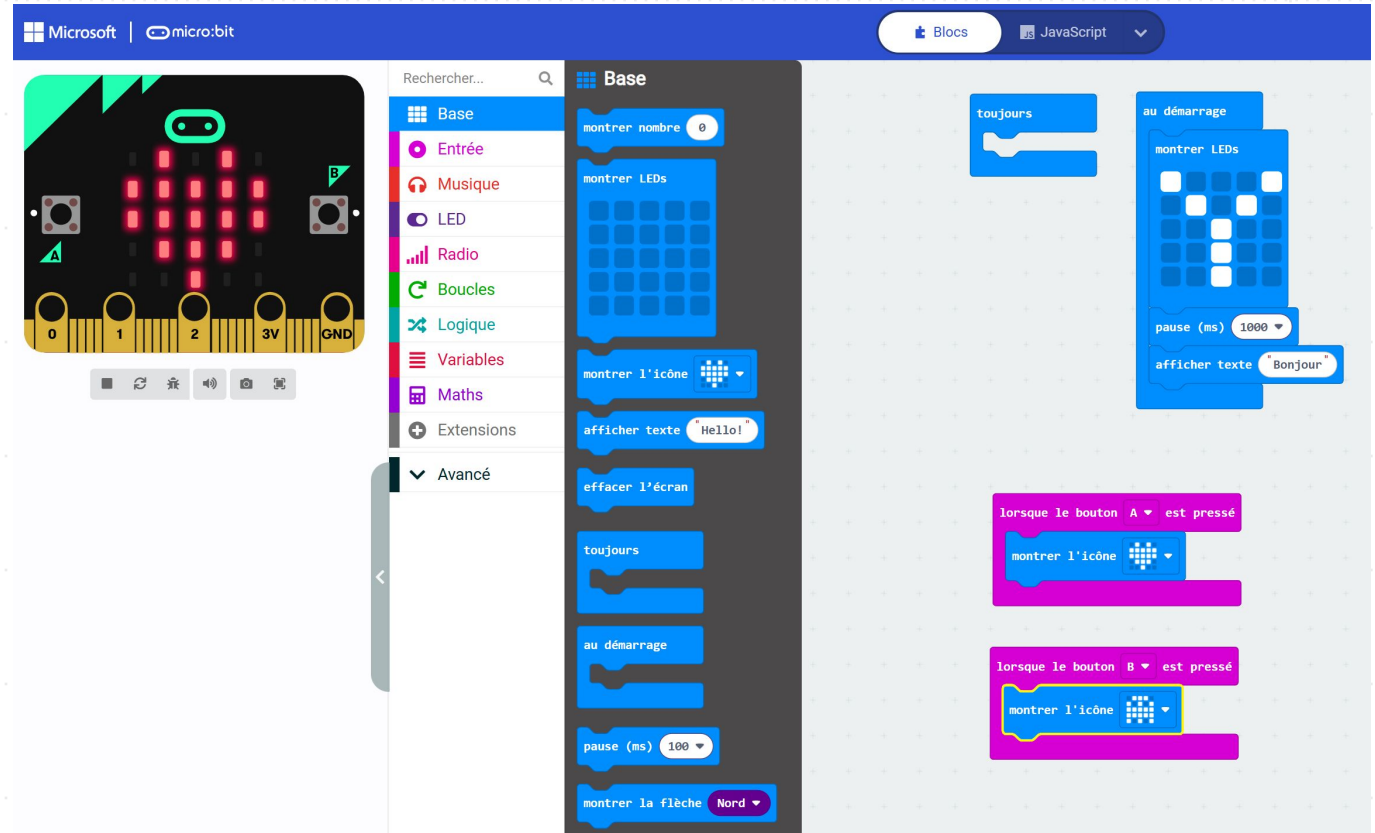 Microsoft micro:bit
Blocs
JS JavaScript
A
B
0 1 2 3V GND
Rechercher...
Base
Entrée
Musique
LED
Radio
Boucles
Logique
Variables
Maths
Extensions
Avancé
Base
montrer nombre 0
montrer LEDs
montrer l'icône
afficher texte "Hello!"
effacer l'écran
toujours
au démarrage
pause (ms) 100
montrer la flèche Nord
toujours
au démarrage
montrer LEDs
pause (ms) 1000
afficher texte "Bonjour"
lorsque le bouton A est pressé
montrer l'icône
lorsque le bouton B est pressé
montrer l'icône